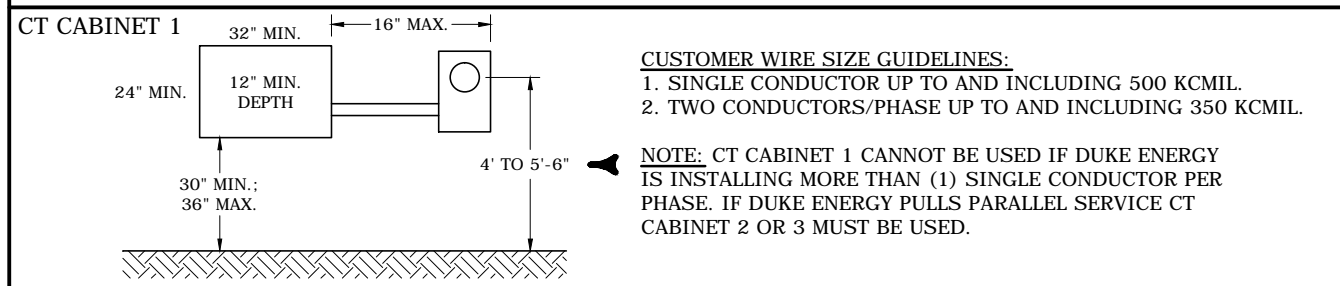 CT CABINET 1
32" MIN.
16" MAX.
24" MIN.
12" MIN.
DEPTH
30" MIN.;
36" MAX.
4' TO 5'-6"
CUSTOMER WIRE SIZE GUIDELINES:
1. SINGLE CONDUCTOR UP TO AND INCLUDING 500 KCMIL.
2. TWO CONDUCTORS/PHASE UP TO AND INCLUDING 350 KCMIL.
NOTE: CT CABINET 1 CANNOT BE USED IF DUKE ENERGY
IS INSTALLING MORE THAN (1) SINGLE CONDUCTOR PER
PHASE. IF DUKE ENERGY PULLS PARALLEL SERVICE CT
CABINET 2 OR 3 MUST BE USED.